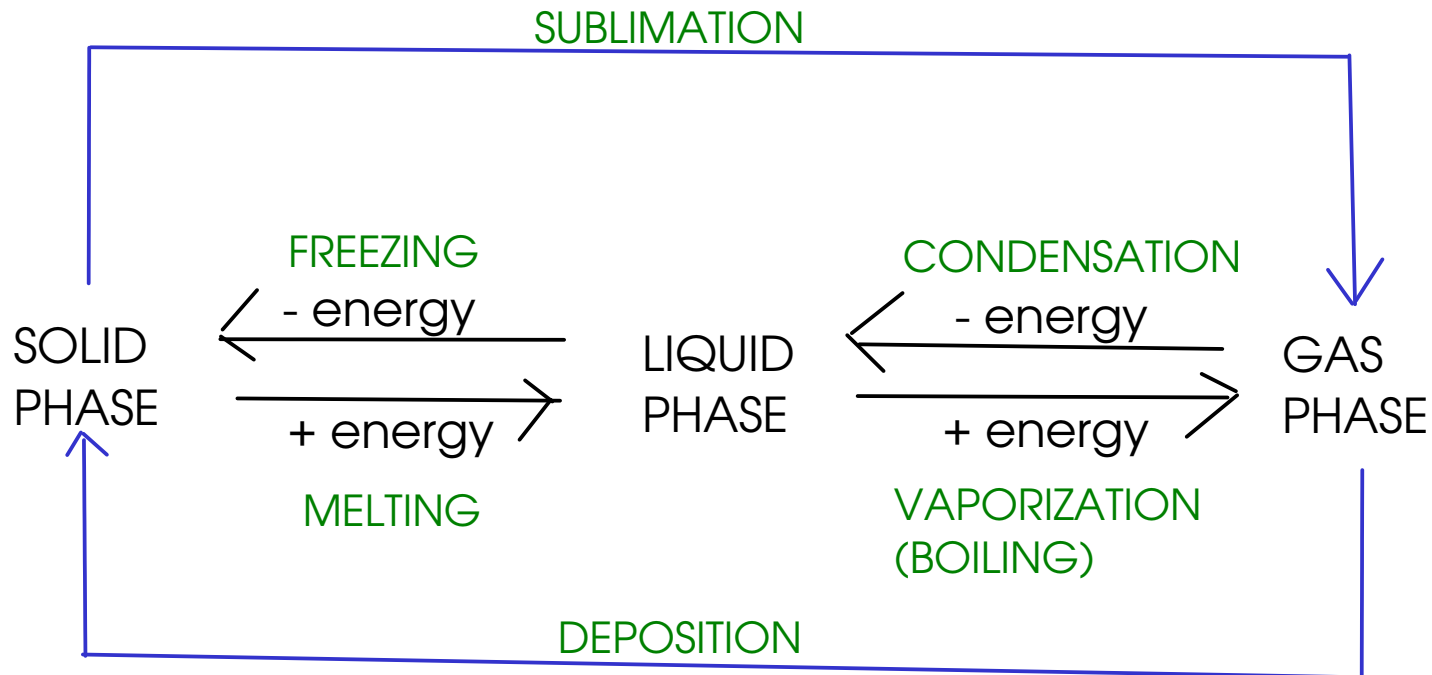 SUBLIMATION
FREEZING
- energy
CONDENSATION
- energy
SOLID
PHASE
LIQUID
PHASE
GAS
PHASE
+ energy
MELTING
+ energy
VAPORIZATION
(BOILING)
DEPOSITION